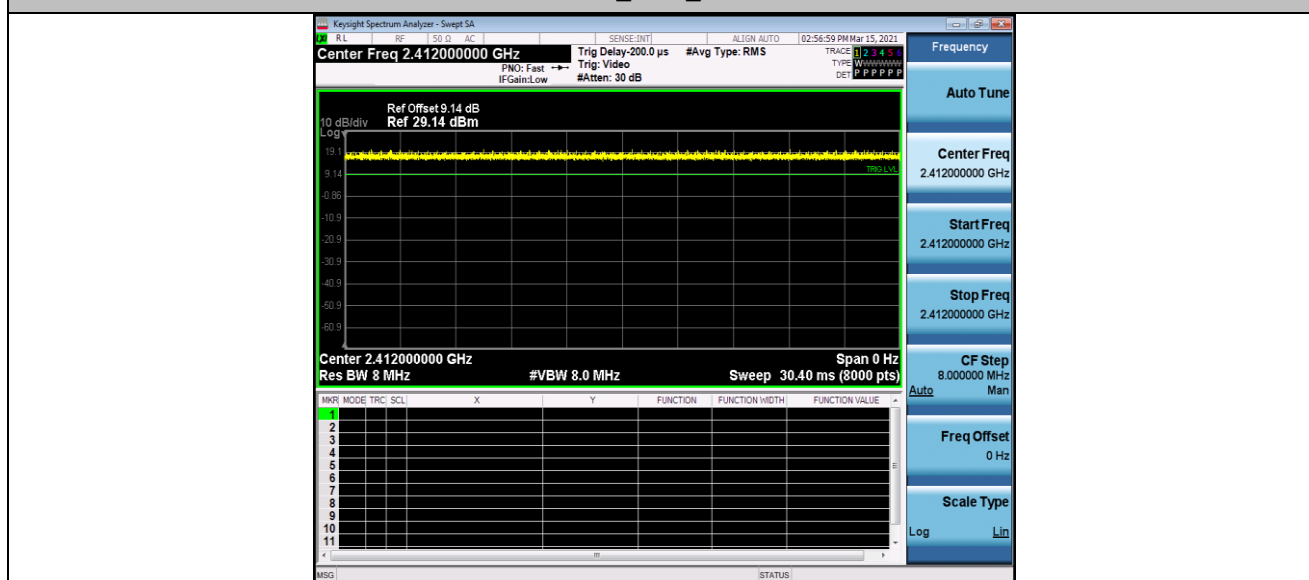 Keysight Spectrum Analyzer - Swept SA
RL RF 50 Ω AC SENSE:INT ALIGN AUTO 02:56:59 PM Mar 15, 2021
Center Freq 2.412000000 GHz
PNO: Fast
IFGain:Low
Trig Delay-200.0 µs
Trig: Video
#Atten: 30 dB
#Avg Type: RMS
TRACE 1 2 3 4 5 6
TYPE WWWWWW
DET P P P P P P
Ref Offset 9.14 dB
10 dB/div Ref 29.14 dBm
Log
19.1
9.14
TRIG LVL
-0.86
-10.9
-20.9
-30.9
-40.9
-50.9
-60.9
Center 2.412000000 GHz Span 0 Hz
Res BW 8 MHz #VBW 8.0 MHz Sweep 30.40 ms (8000 pts)
MKR MODE TRC SCL X Y FUNCTION FUNCTION WIDTH FUNCTION VALUE
1
2
3
4
5
6
7
8
9
10
11
MSG STATUS
Frequency
Auto Tune
Center Freq
2.412000000 GHz
Start Freq
2.412000000 GHz
Stop Freq
2.412000000 GHz
CF Step
8.000000 MHz
Auto Man
Freq Offset
0 Hz
Scale Type
Log Lin